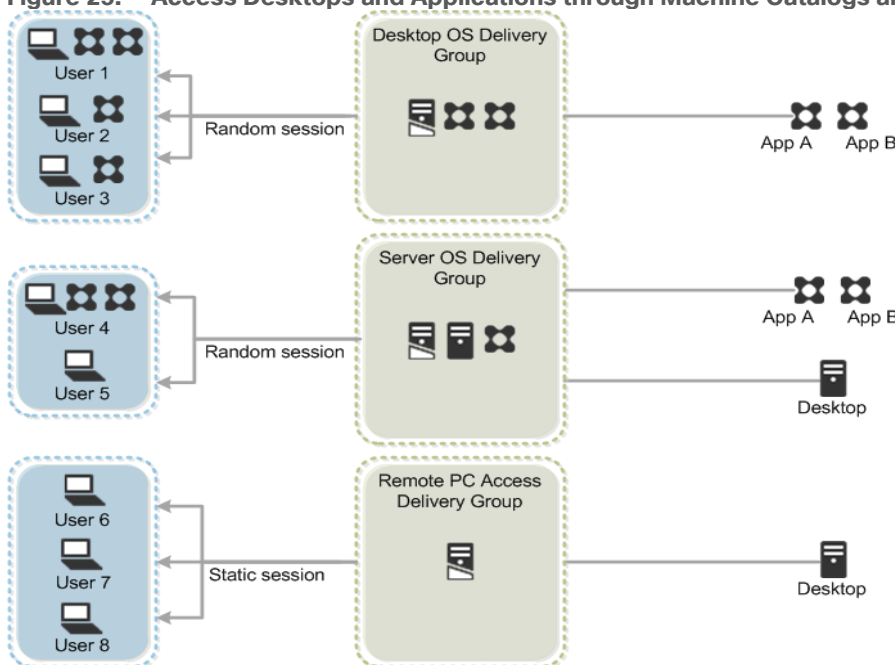 Figure 25. Access Desktops and Applications through Machine Catalogs
User 1
User 2
User 3
Random session
Desktop OS Delivery
Group
App A
App B
User 4
User 5
Random session
Server OS Delivery
Group
App A
App B
Desktop
User 6
User 7
User 8
Static session
Remote PC Access
Delivery Group
Desktop